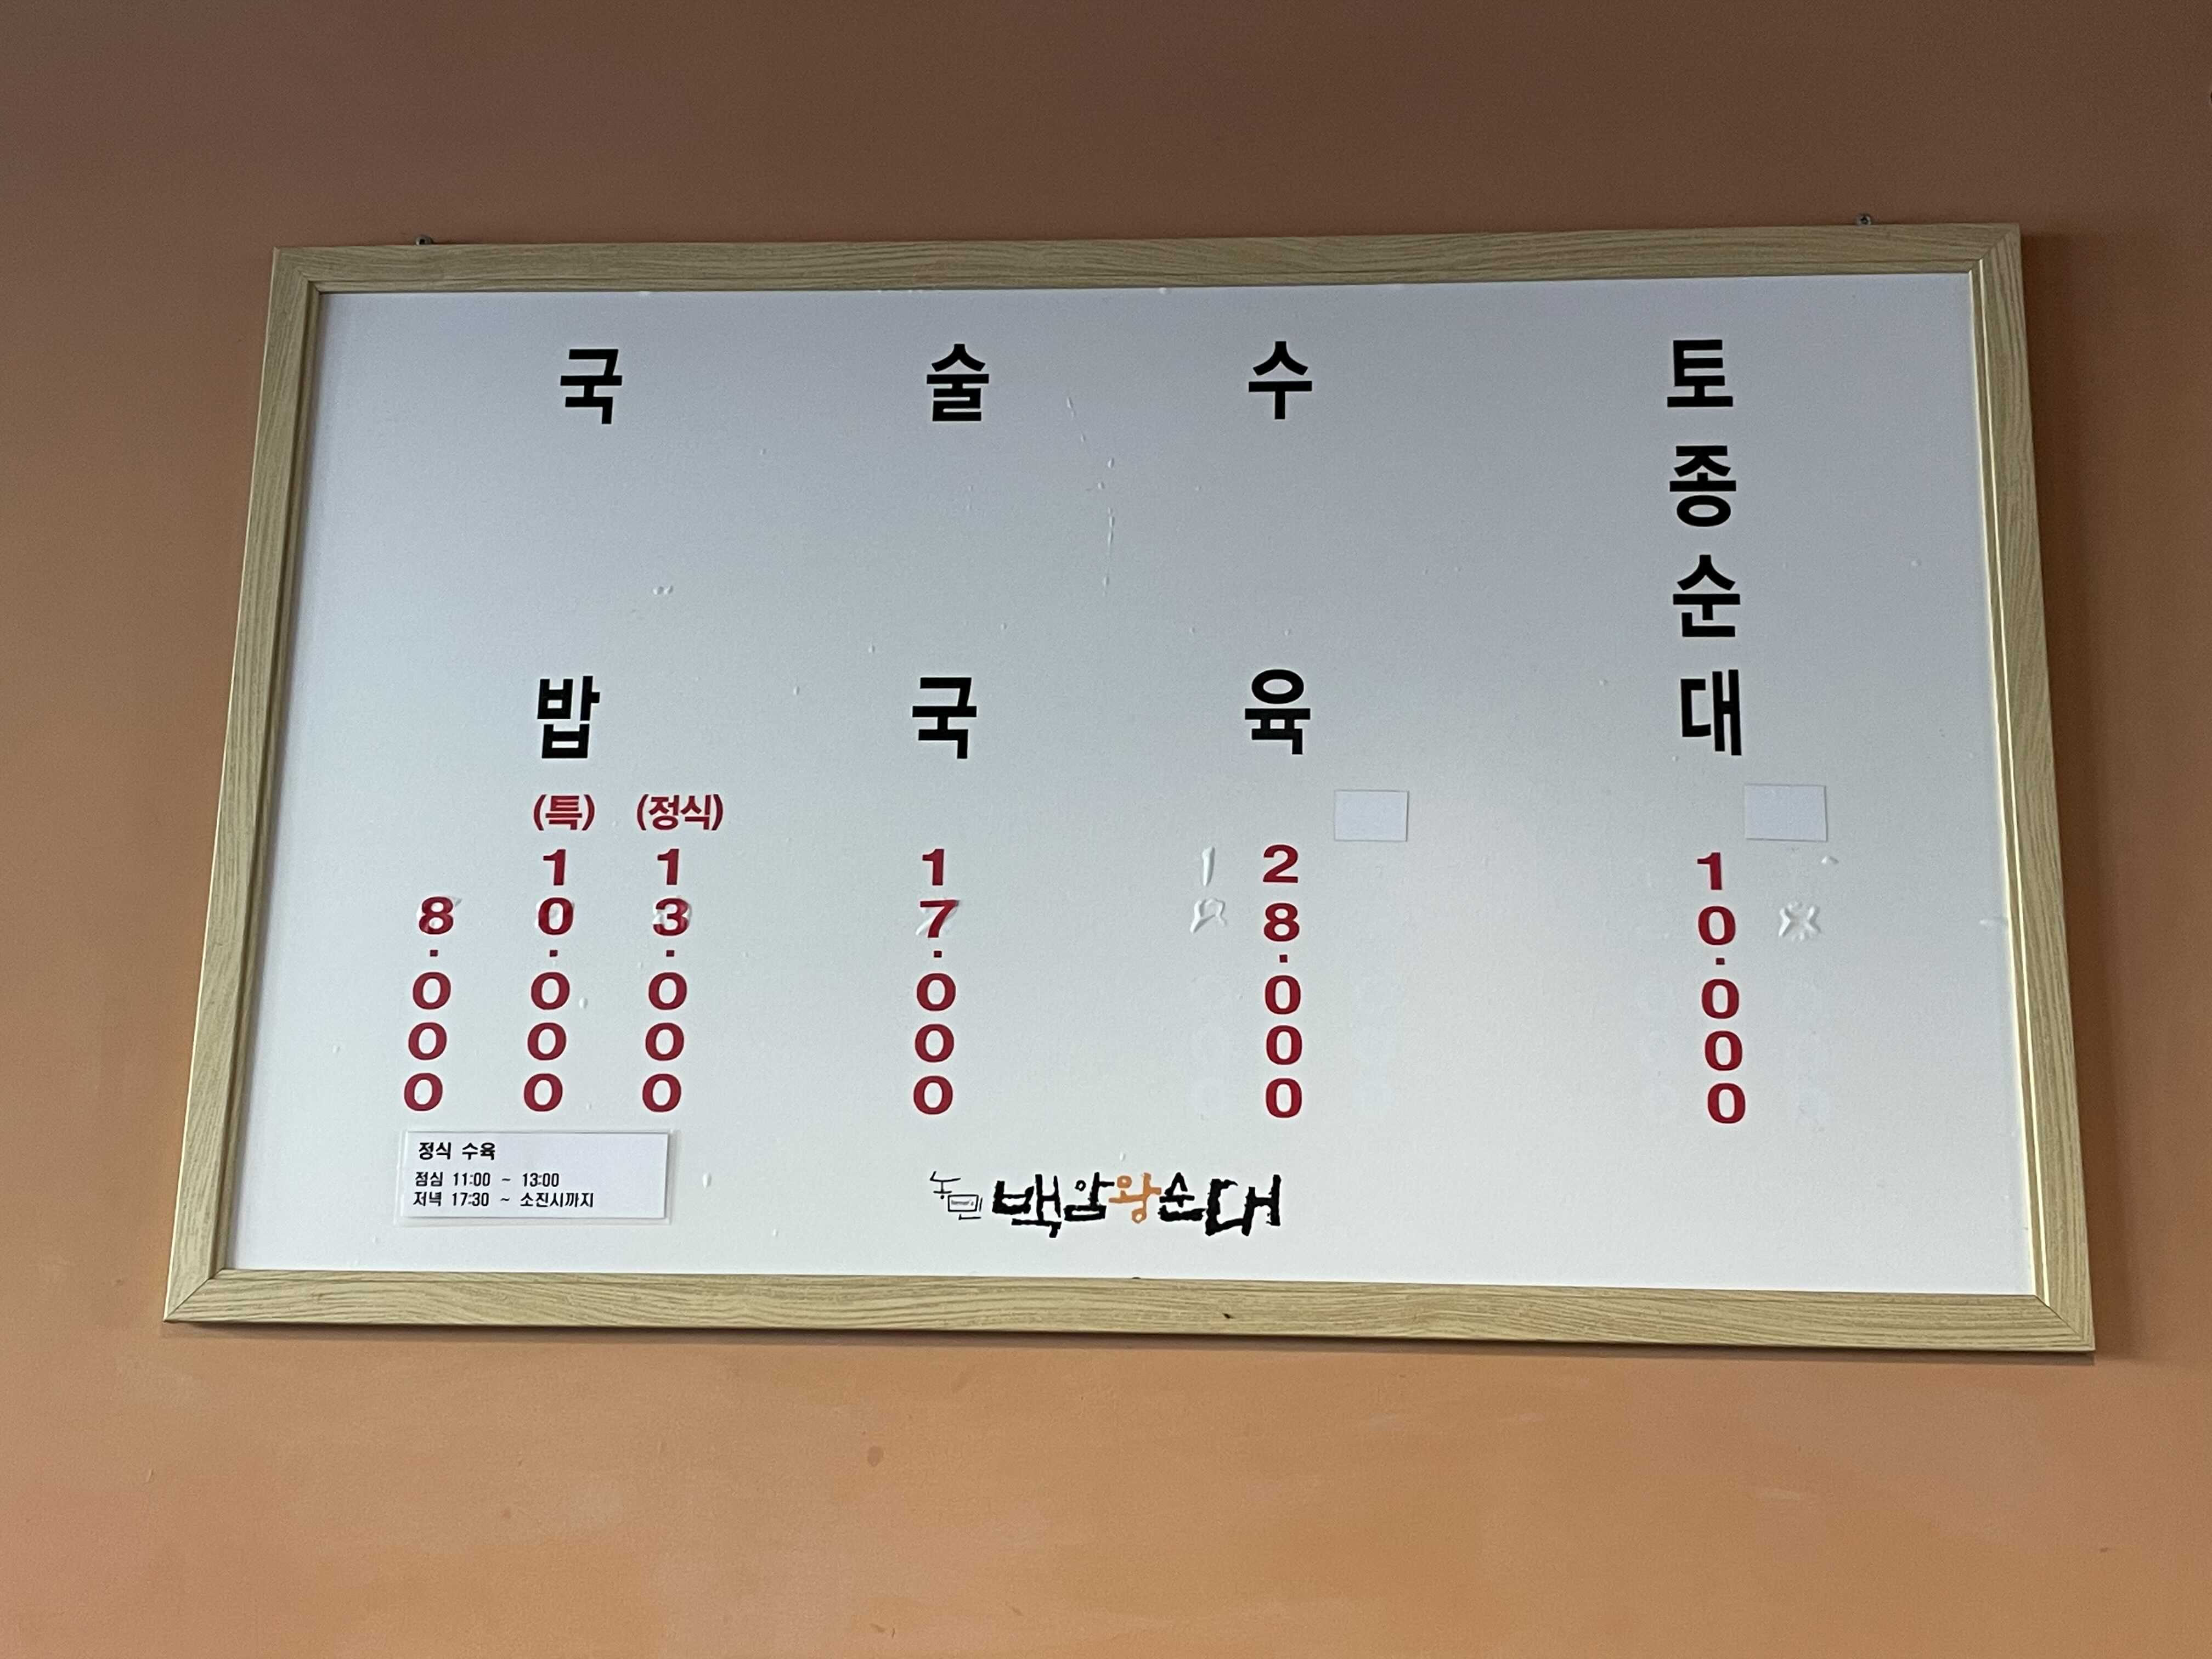 국밥
8.000
(특) 10.000
(정식) 13.000
술국
17.000
수육
28.000
토종순대
10.000
정식 수육
점심 11:00 ~ 13:00
저녁 17:30 ~ 소진시까지
농민 백암왕순대